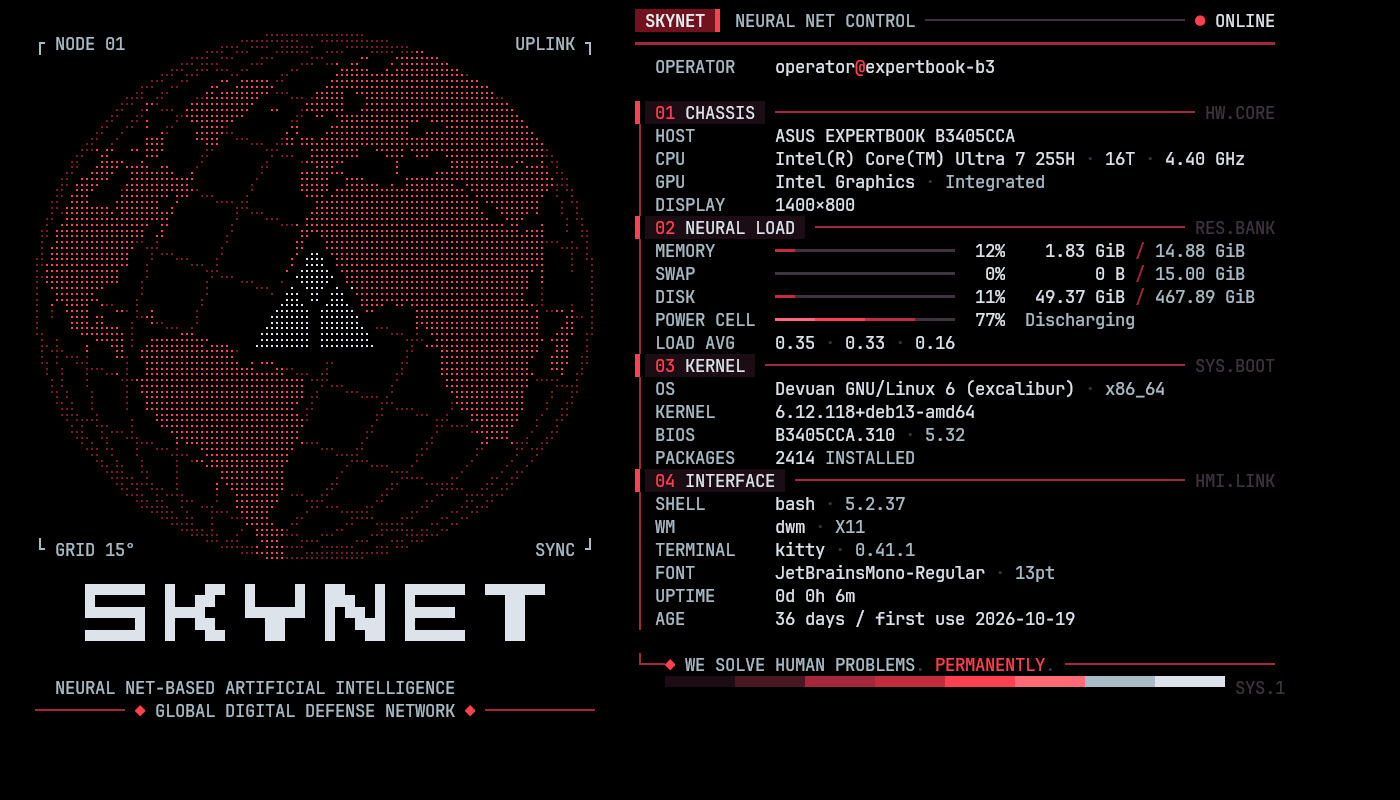 NODE 01
UPLINK
GRID 15°
SYNC
SKYNET
NEURAL NET-BASED ARTIFICIAL INTELLIGENCE
GLOBAL DIGITAL DEFENSE NETWORK
SKYNET NEURAL NET CONTROL ● ONLINE
OPERATOR operator@expertbook-b3
01 CHASSIS HW.CORE
HOST ASUS EXPERTBOOK B3405CCA
CPU Intel(R) Core(TM) Ultra 7 255H · 16T · 4.40 GHz
GPU Intel Graphics · Integrated
DISPLAY 1400×800
02 NEURAL LOAD RES.BANK
MEMORY 12% 1.83 GiB / 14.88 GiB
SWAP 0% 0 B / 15.00 GiB
DISK 11% 49.37 GiB / 467.89 GiB
POWER CELL 77% Discharging
LOAD AVG 0.35 · 0.33 · 0.16
03 KERNEL SYS.BOOT
OS Devuan GNU/Linux 6 (excalibur) · x86_64
KERNEL 6.12.118+deb13-amd64
BIOS B3405CCA.310 · 5.32
PACKAGES 2414 INSTALLED
04 INTERFACE HMI.LINK
SHELL bash · 5.2.37
WM dwm · X11
TERMINAL kitty · 0.41.1
FONT JetBrainsMono-Regular · 13pt
UPTIME 0d 0h 6m
AGE 36 days / first use 2026-10-19
WE SOLVE HUMAN PROBLEMS. PERMANENTLY.
SYS.1